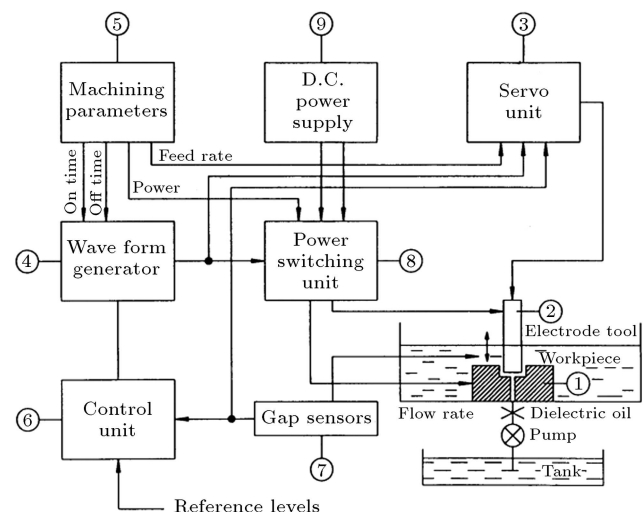 5
9
3
Machining
parameters
D.C.
power
supply
Servo
unit
On time
Off time
Feed rate
Power
4
Wave form
generator
Power
switching
unit
8
2
Electrode tool
Workpiece
1
6
Control
unit
Gap sensors
7
Flow rate
Dielectric oil
Pump
Tank
Reference levels